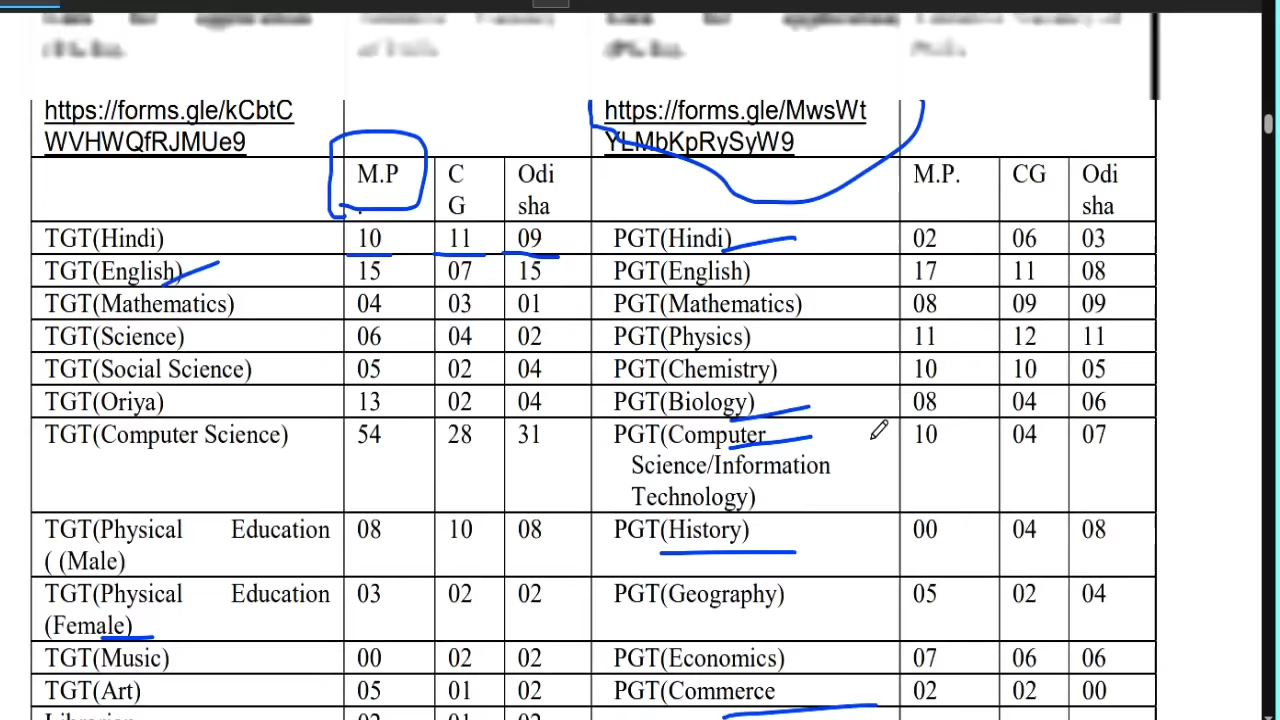 https://forms.gle/kCbtC https://forms.gle/MwsWt
WVHWQfRJMUe9 YLMbKpRySyW9
M.P C Odi M.P. CG Odi
. G sha sha
TGT(Hindi) 10 11 09 PGT(Hindi) 02 06 03
TGT(English) 15 07 15 PGT(English) 17 11 08
TGT(Mathematics) 04 03 01 PGT(Mathematics) 08 09 09
TGT(Science) 06 04 02 PGT(Physics) 11 12 11
TGT(Social Science) 05 02 04 PGT(Chemistry) 10 10 05
TGT(Oriya) 13 02 04 PGT(Biology) 08 04 06
TGT(Computer Science) 54 28 31 PGT(Computer 10 04 07
Science/Information
Technology)
TGT(Physical Education 08 10 08 PGT(History) 00 04 08
( (Male)
TGT(Physical Education 03 02 02 PGT(Geography) 05 02 04
(Female)
TGT(Music) 00 02 02 PGT(Economics) 07 06 06
TGT(Art) 05 01 02 PGT(Commerce 02 02 00